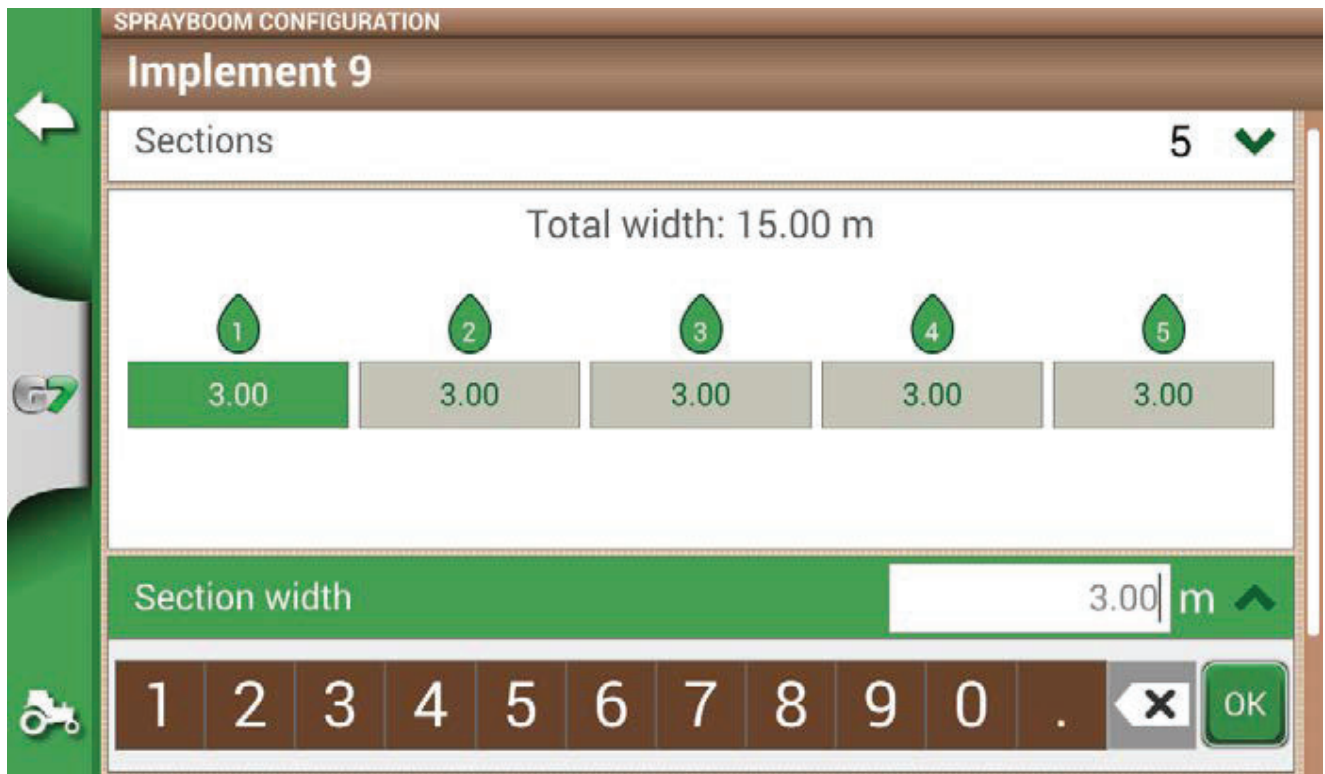 SPRAYBOOM CONFIGURATION
Implement 9
Sections 5
Total width: 15.00 m
1 2 3 4 5
3.00 3.00 3.00 3.00 3.00
G7
Section width 3.00 m
1 2 3 4 5 6 7 8 9 0 . OK